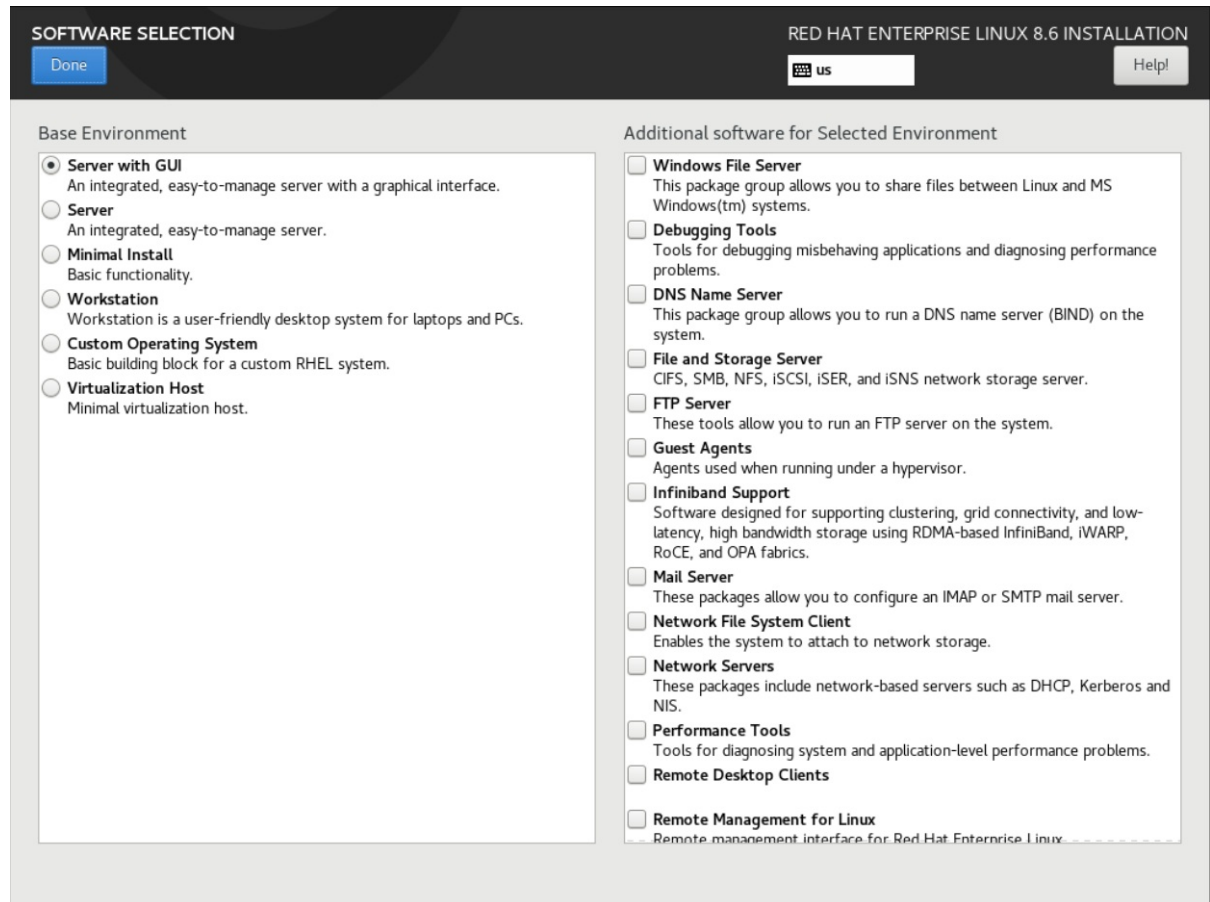 SOFTWARE SELECTION
Done
RED HAT ENTERPRISE LINUX 8.6 INSTALLATION
us
Help!
Base Environment
Server with GUI
An integrated, easy-to-manage server with a graphical interface.
Server
An integrated, easy-to-manage server.
Minimal Install
Basic functionality.
Workstation
Workstation is a user-friendly desktop system for laptops and PCs.
Custom Operating System
Basic building block for a custom RHEL system.
Virtualization Host
Minimal virtualization host.
Additional software for Selected Environment
Windows File Server
This package group allows you to share files between Linux and MS
Windows(tm) systems.
Debugging Tools
Tools for debugging misbehaving applications and diagnosing performance
problems.
DNS Name Server
This package group allows you to run a DNS name server (BIND) on the
system.
File and Storage Server
CIFS, SMB, NFS, iSCSI, iSER, and iSNS network storage server.
FTP Server
These tools allow you to run an FTP server on the system.
Guest Agents
Agents used when running under a hypervisor.
Infiniband Support
Software designed for supporting clustering, grid connectivity, and low-
latency, high bandwidth storage using RDMA-based InfiniBand, iWARP,
RoCE, and OPA fabrics.
Mail Server
These packages allow you to configure an IMAP or SMTP mail server.
Network File System Client
Enables the system to attach to network storage.
Network Servers
These packages include network-based servers such as DHCP, Kerberos and
NIS.
Performance Tools
Tools for diagnosing system and application-level performance problems.
Remote Desktop Clients
Remote Management for Linux
Remote management interface for Red Hat Enterprise Linux.